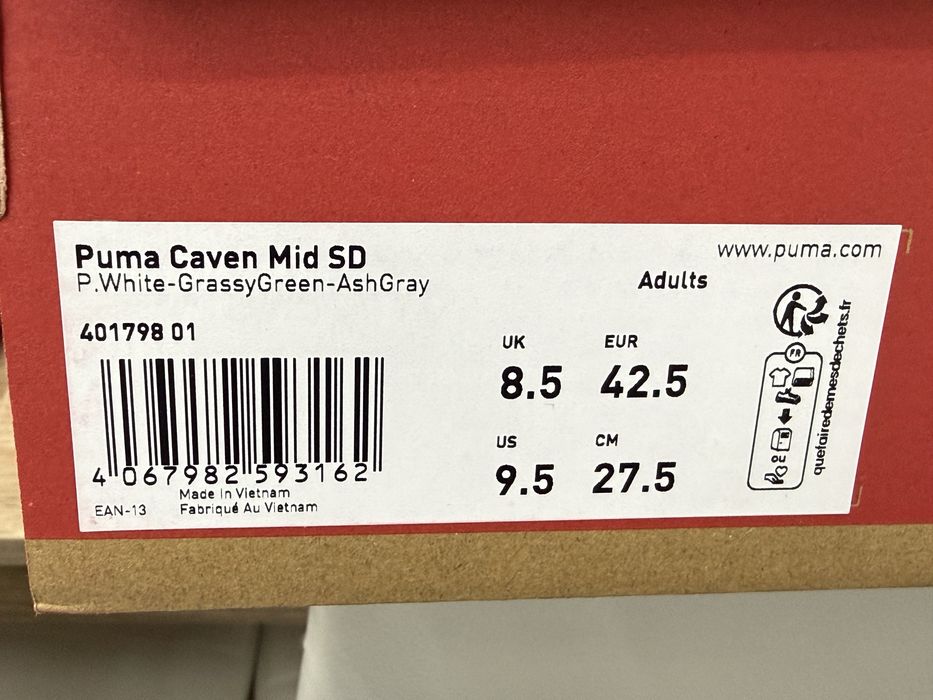 Puma Caven Mid SD
P.White-GrassyGreen-AshGray
www.puma.com
Adults
401798 01
UK EUR
8.5 42.5
US CM
9.5 27.5
4 067982 593162
EAN-13
Made in Vietnam
Fabriqué Au Vietnam
FR
quefairedemesdechets.fr